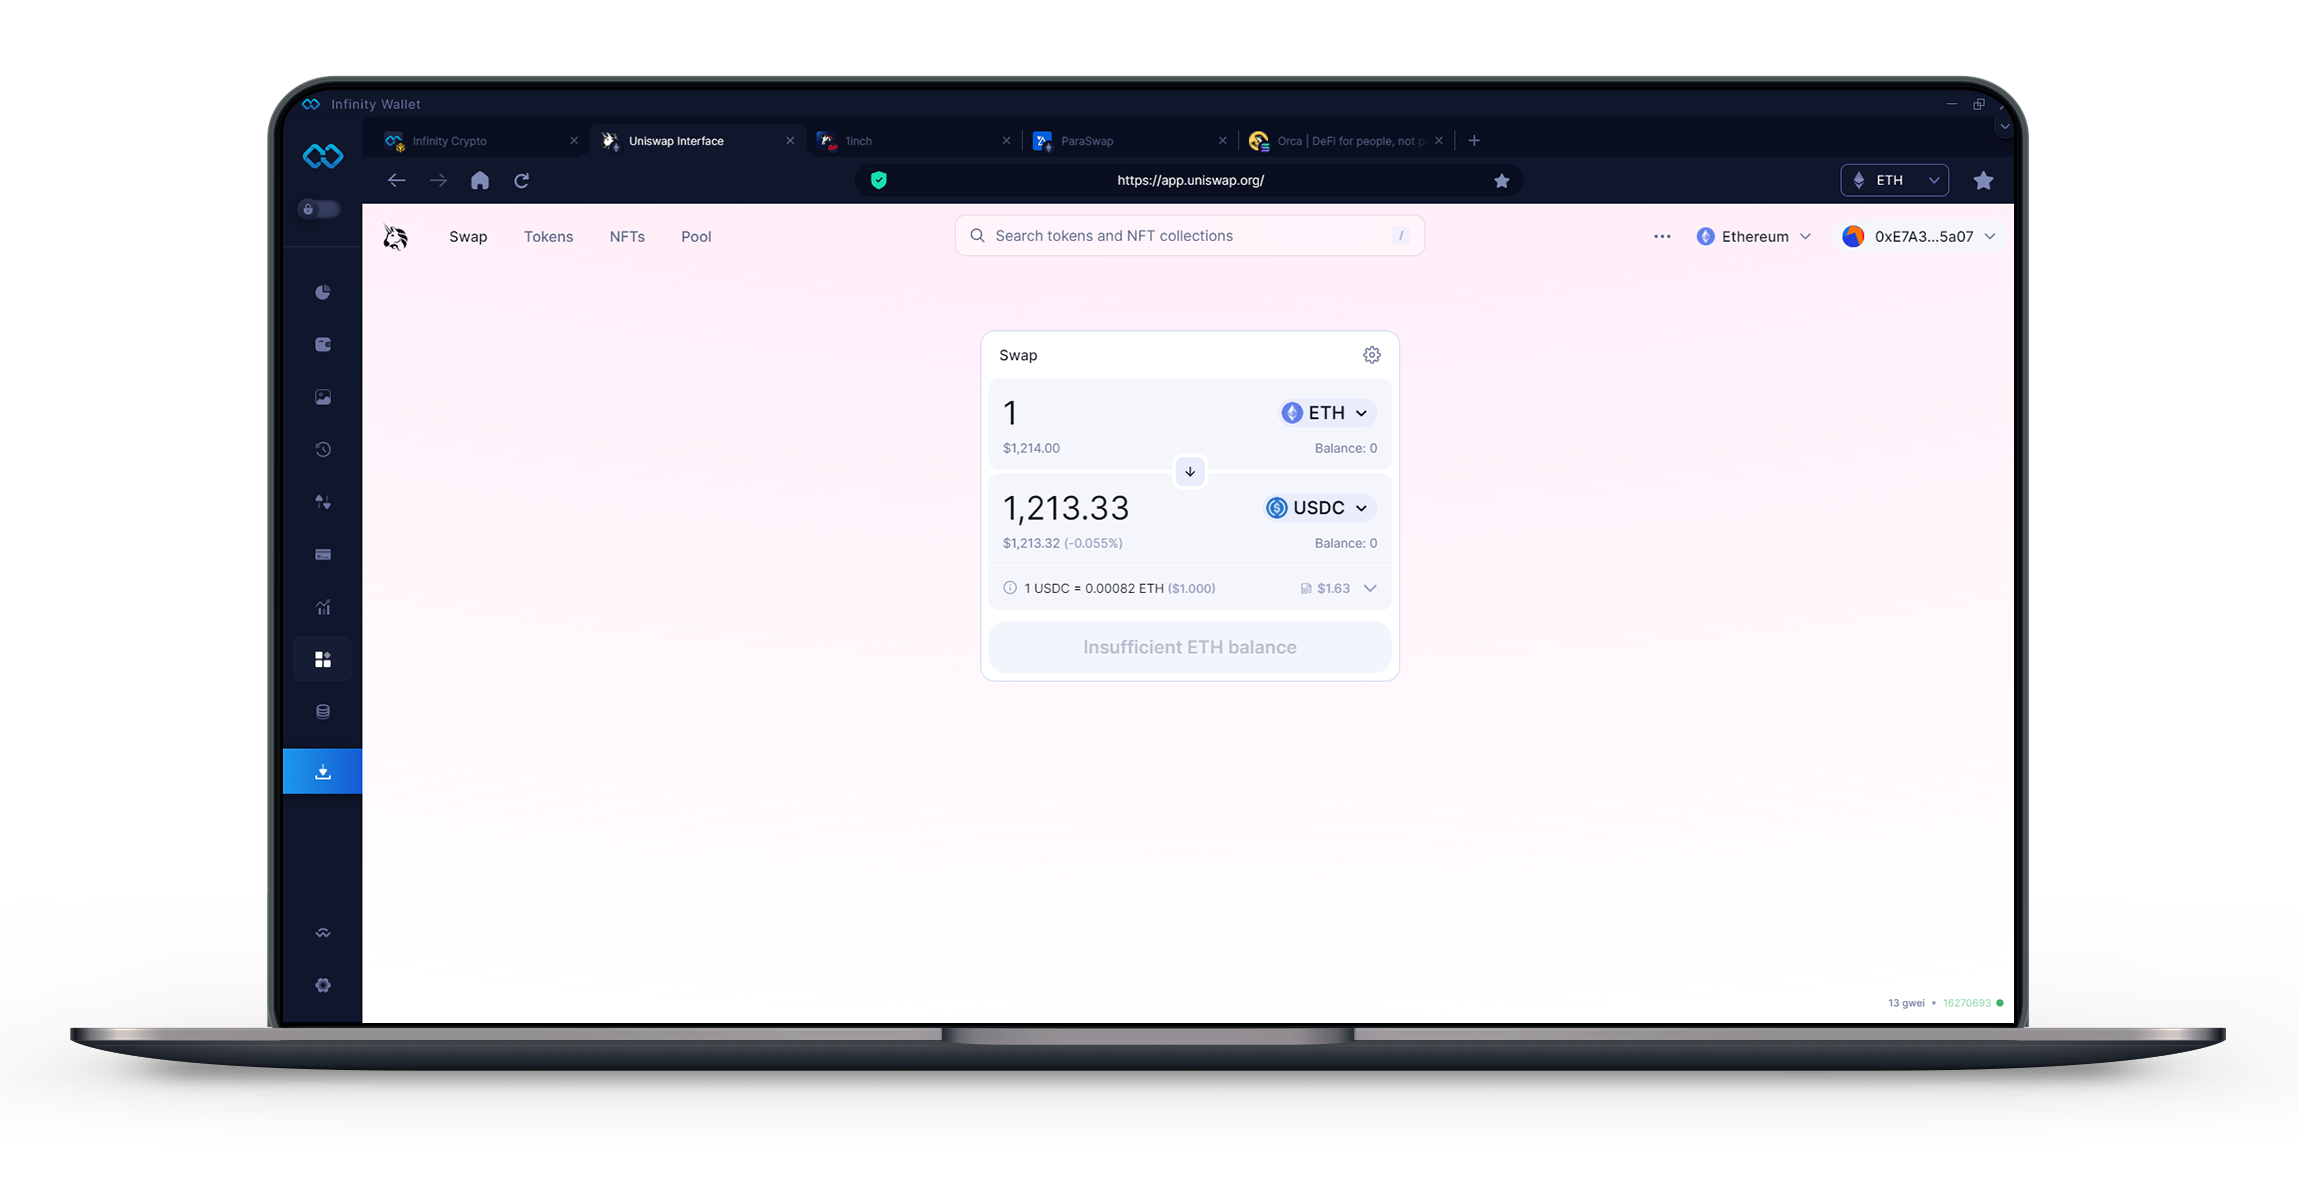 Infinity Wallet
Infinity Crypto
Uniswap Interface
1inch
ParaSwap
Orca | DeFi for people, not p
https://app.uniswap.org/
ETH
Swap
Tokens
NFTs
Pool
Search tokens and NFT collections
/
Ethereum
0xE7A3...5a07
Swap
1
ETH
$1,214.00
Balance: 0
1,213.33
USDC
$1,213.32 (-0.055%)
Balance: 0
1 USDC = 0.00082 ETH ($1.000)
$1.63
Insufficient ETH balance
13 gwei • 16270693